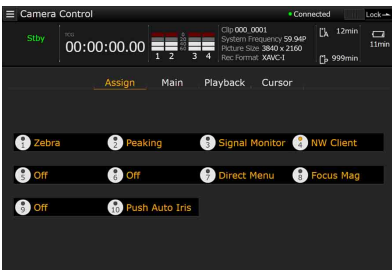 Camera Control
Connected
Lock
Stby
00:00:00.00
1 2 3 4
Clip 000_0001
System Frequency 59.94P
Picture Size 3840 x 2160
Rec Format XAVC-I
A 12min
B 999min
11min
Assign Main Playback Cursor
1 Zebra
2 Peaking
3 Signal Monitor
4 NW Client
5 Off
6 Off
7 Direct Menu
8 Focus Mag
9 Off
10 Push Auto Iris